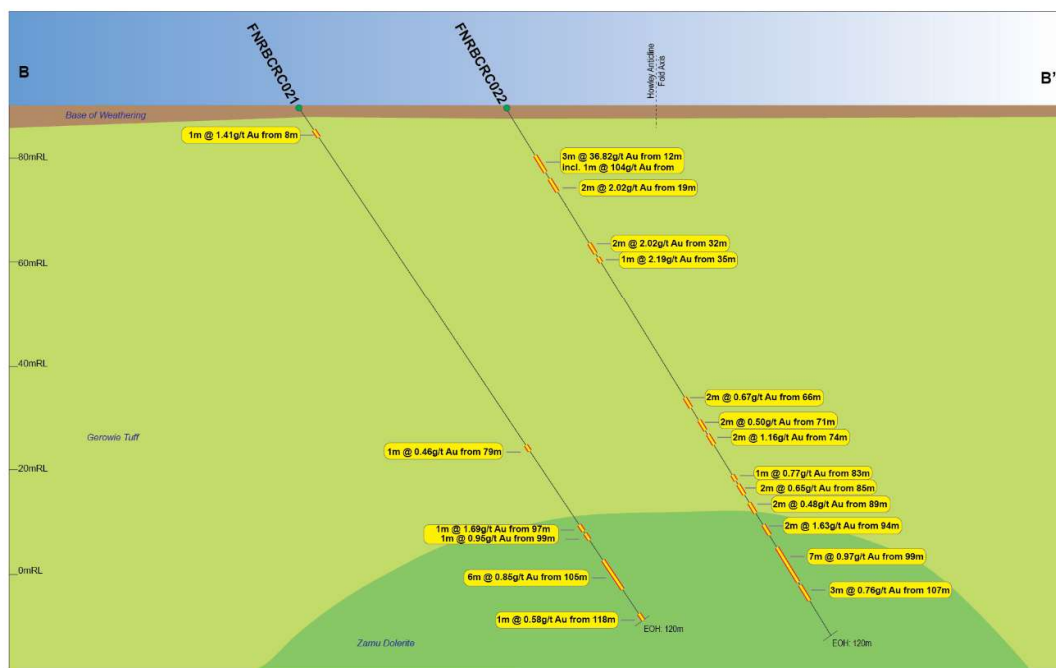 B
FNRBCRC021
FNRBCRC022
Howley Anticline
Fold Axis
B'
Base of Weathering
1m @ 1.41g/t Au from 8m
80mRL
3m @ 36.82g/t Au from 12m
incl. 1m @ 104g/t Au from
2m @ 2.02g/t Au from 19m
2m @ 2.02g/t Au from 32m
1m @ 2.19g/t Au from 35m
60mRL
40mRL
2m @ 0.67g/t Au from 66m
2m @ 0.50g/t Au from 71m
2m @ 1.16g/t Au from 74m
Gerowie Tuff
1m @ 0.46g/t Au from 79m
1m @ 0.77g/t Au from 83m
2m @ 0.65g/t Au from 85m
20mRL
2m @ 0.48g/t Au from 89m
2m @ 1.63g/t Au from 94m
1m @ 1.69g/t Au from 97m
1m @ 0.95g/t Au from 99m
7m @ 0.97g/t Au from 99m
0mRL
6m @ 0.85g/t Au from 105m
3m @ 0.76g/t Au from 107m
1m @ 0.58g/t Au from 118m
EOH: 120m
EOH: 120m
Zamu Dolerite